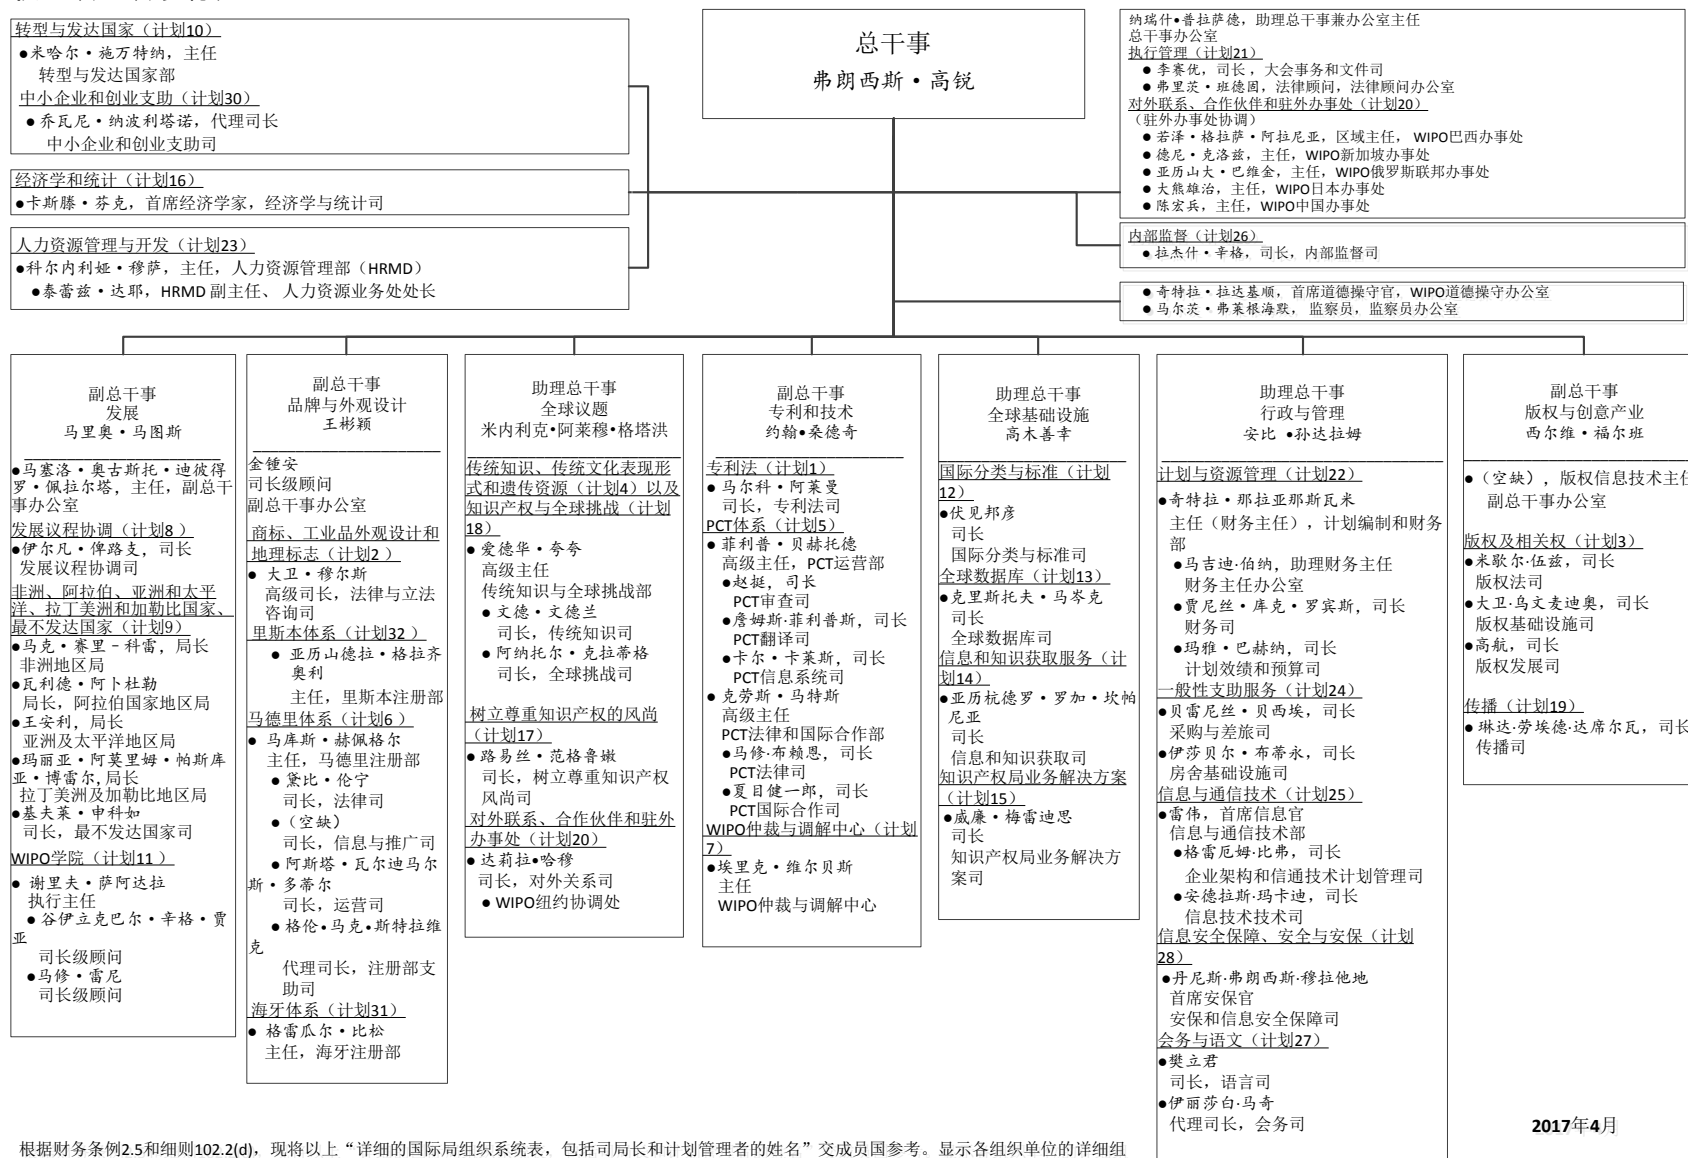 转型与发达国家（计划10）
●米哈尔•施万特纳，主任
转型与发达国家部
中小企业和创业支助（计划30）
●乔瓦尼•纳波利塔诺，代理司长
中小企业和创业支助司
经济学和统计（计划16）
●卡斯滕•芬克，首席经济学家，经济学与统计司
人力资源管理与开发（计划23）
●科尔内利娅•穆萨，主任，人力资源管理部（HRMD）
●泰蕾兹•达耶，HRMD 副主任、 人力资源业务处处长
总干事
弗朗西斯•高锐
纳瑞什•普拉萨德，助理总干事兼办公室主任
总干事办公室
执行管理（计划21）
●李赛优，司长，大会事务和文件司
●弗里茨•班德固，法律顾问，法律顾问办公室
对外联系、合作伙伴和驻外办事处（计划20）
（驻外办事处协调）
●若泽•格拉萨•阿拉尼亚，区域主任， WIPO巴西办事处
●德尼•克洛兹，主任，WIPO新加坡办事处
●亚历山大•巴维金，主任，WIPO俄罗斯联邦办事处
●大熊雄治，主任，WIPO日本办事处
●陈宏兵，主任，WIPO中国办事处
内部监督（计划26）
●拉杰什•辛格，司长，内部监督司
●奇特拉•拉达基顺，首席道德操守官，WIPO道德操守办公室
●马尔茨•弗莱根海默，监察员，监察员办公室
副总干事
发展
马里奥•马图斯
●马塞洛•奥古斯托•迪彼得
罗•佩拉尔塔，主任，副总干
事办公室
发展议程协调（计划8 ）
●伊尔凡•俾路支，司长
发展议程协调司
非洲、阿拉伯、亚洲和太平
洋、拉丁美洲和加勒比国家、
最不发达国家（计划9）
●马克•赛里–科雷，局长
非洲地区局
●瓦利德•阿卜杜勒
局长，阿拉伯国家地区局
●王安利，局长
亚洲及太平洋地区局
●玛丽亚•阿莫里姆•帕斯库
亚•博雷尔,局长
拉丁美洲及加勒比地区局
●基夫莱•申科如
司长，最不发达国家司
WIPO学院（计划11 ）
●谢里夫•萨阿达拉
执行主任
●谷伊立克巴尔•辛格•贾
亚
司长级顾问
●马修•雷尼
司长级顾问
副总干事
品牌与外观设计
王彬颖
金锺安
司长级顾问
副总干事办公室
商标、工业品外观设计和
地理标志（计划2 ）
●大卫•穆尔斯
高级司长，法律与立法
咨询司
里斯本体系（计划32 ）
●亚历山德拉•格拉齐
奥利
主任，里斯本注册部
马德里体系（计划6 ）
●马库斯•赫佩格尔
主任，马德里注册部
●黛比•伦宁
司长，法律司
●（空缺）
司长，信息与推广司
●阿斯塔•瓦尔迪马尔
斯•多蒂尔
司长，运营司
●格伦•马克•斯特拉维
克
代理司长，注册部支
助司
海牙体系（计划31）
●格雷瓜尔•比松
主任，海牙注册部
助理总干事
全球议题
米内利克•阿莱穆•格塔洪
传统知识、传统文化表现形
式和遗传资源（计划4）以及
知识产权与全球挑战（计划
18）
●爱德华•夸夸
高级主任
传统知识与全球挑战部
●文德•文德兰
司长，传统知识司
●阿纳托尔•克拉蒂格
司长，全球挑战司
树立尊重知识产权的风尚
（计划17）
●路易丝•范格鲁嫩
司长，树立尊重知识产权
风尚司
对外联系、合作伙伴和驻外
办事处（计划20）
●达莉拉•哈穆
司长，对外关系司
●WIPO纽约协调处
副总干事
专利和技术
约翰•桑德奇
专利法（计划1）
●马尔科•阿莱曼
司长，专利法司
PCT体系（计划5）
●菲利普•贝赫托德
高级主任，PCT运营部
●赵挺，司长
PCT审查司
●詹姆斯·菲利普斯，司长
PCT翻译司
●卡尔•卡莱斯，司长
PCT信息系统司
●克劳斯•马特斯
高级主任
PCT法律和国际合作部
●马修·布赖恩，司长
PCT法律司
●夏目健一郎，司长
PCT国际合作司
WIPO仲裁与调解中心（计划
7）
●埃里克•维尔贝斯
主任
WIPO仲裁与调解中心
助理总干事
全球基础设施
高木善幸
国际分类与标准（计划
12）
●伏见邦彦
司长
国际分类与标准司
全球数据库（计划13）
●克里斯托夫•马岑克
司长
全球数据库司
信息和知识获取服务（计
划14）
●亚历杭德罗•罗加•坎帕
尼亚
司长
信息和知识获取司
知识产权局业务解决方案
（计划15）
●威廉•梅雷迪思
司长
知识产权局业务解决方
案司
助理总干事
行政与管理
安比 •孙达拉姆
计划与资源管理（计划22）
●奇特拉•那拉亚那斯瓦米
主任（财务主任），计划编制和财务
部
●马吉迪·伯纳，助理财务主任
财务主任办公室
●贾尼丝•库克•罗宾斯，司长
财务司
●玛雅•巴赫纳，司长
计划效绩和预算司
一般性支助服务（计划24）
●贝雷尼丝•贝西埃，司长
采购与差旅司
●伊莎贝尔•布蒂永，司长
房舍基础设施司
信息与通信技术（计划25）
●雷伟，首席信息官
信息与通信技术部
●格雷厄姆·比弗，司长
企业架构和信通技术计划管理司
●安德拉斯·玛卡迪，司长
信息技术技术司
信息安全保障、安全与安保（计划
28）
●丹尼斯·弗朗西斯·穆拉他地
首席安保官
安保和信息安全保障司
会务与语文（计划27）
●樊立君
司长，语言司
●伊丽莎白·马奇
代理司长，会务司
副总干事
版权与创意产业
西尔维•福尔班
●（空缺），版权信息技术主任
副总干事办公室
版权及相关权（计划3）
●米歇尔·伍兹，司长
版权法司
●大卫·乌文麦迪奥，司长
版权基础设施司
●高航，司长
版权发展司
传播（计划19）
●琳达·劳埃德·达席尔瓦，司长
传播司
2017年4月
根据财务条例2.5和细则102.2(d)，现将以上“详细的国际局组织系统表，包括司局长和计划管理者的姓名”交成员国参考。显示各组织单位的详细组